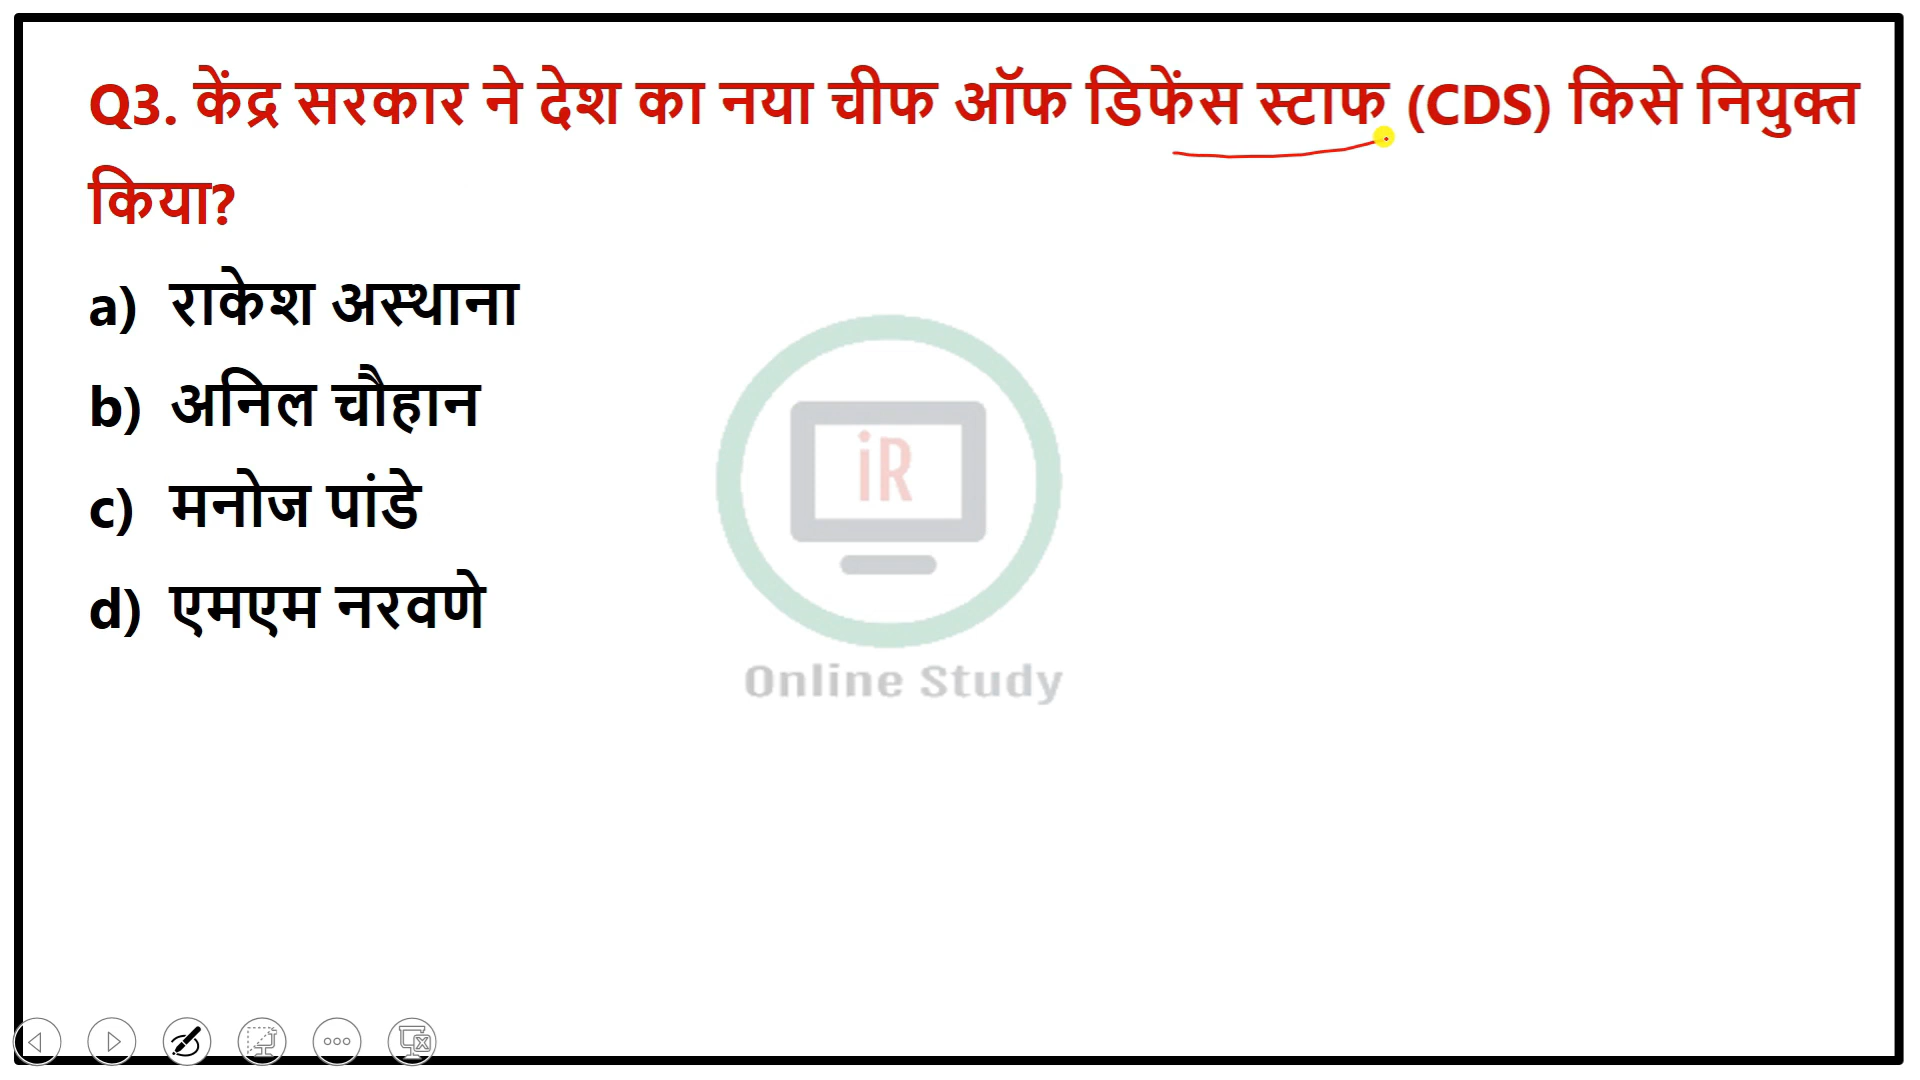 Q3. केंद्र सरकार ने देश का नया चीफ ऑफ डिफेंस स्टाफ (CDS) किसे नियुक्त
किया?
a) राकेश अस्थाना
b) अनिल चौहान
c) मनोज पांडे
d) एमएम नरवणे
iR
Online Study